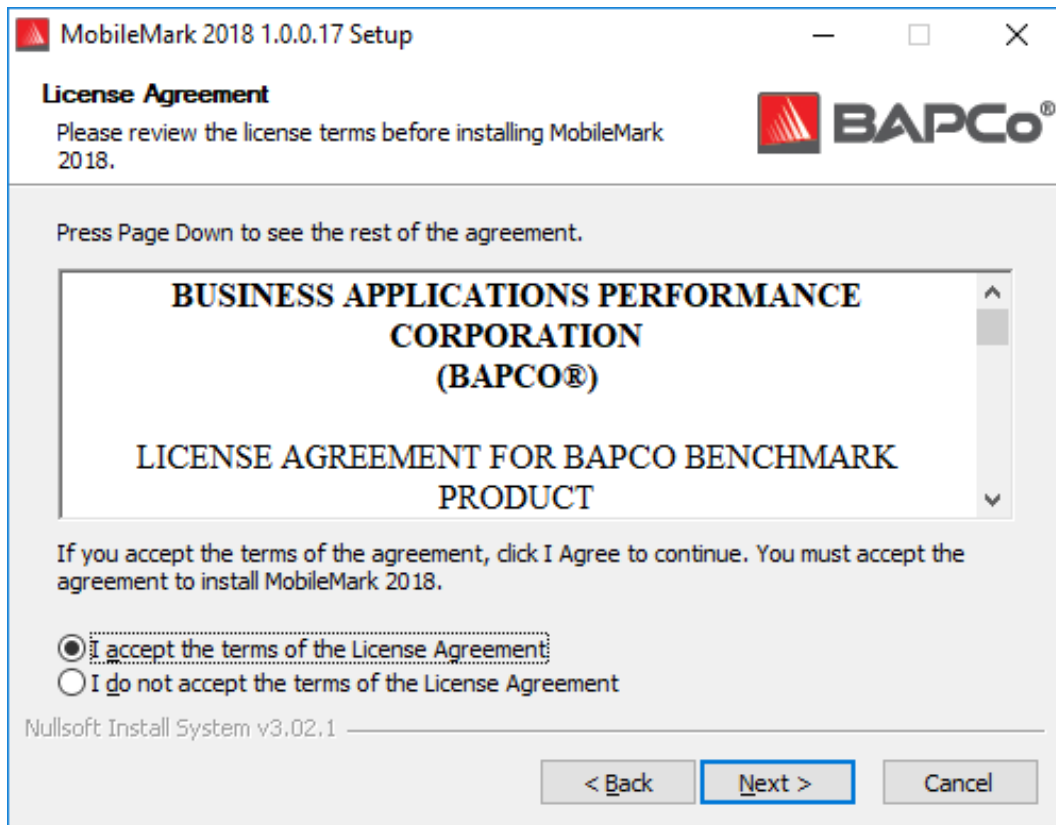 MobileMark 2018 1.0.0.17 Setup
License Agreement
Please review the license terms before installing MobileMark
2018.
BAPCo®
Press Page Down to see the rest of the agreement.
BUSINESS APPLICATIONS PERFORMANCE
CORPORATION
(BAPCO®)
LICENSE AGREEMENT FOR BAPCO BENCHMARK
PRODUCT
If you accept the terms of the agreement, click I Agree to continue. You must accept the
agreement to install MobileMark 2018.
I accept the terms of the License Agreement
I do not accept the terms of the License Agreement
Nullsoft Install System v3.02.1
< Back Next > Cancel